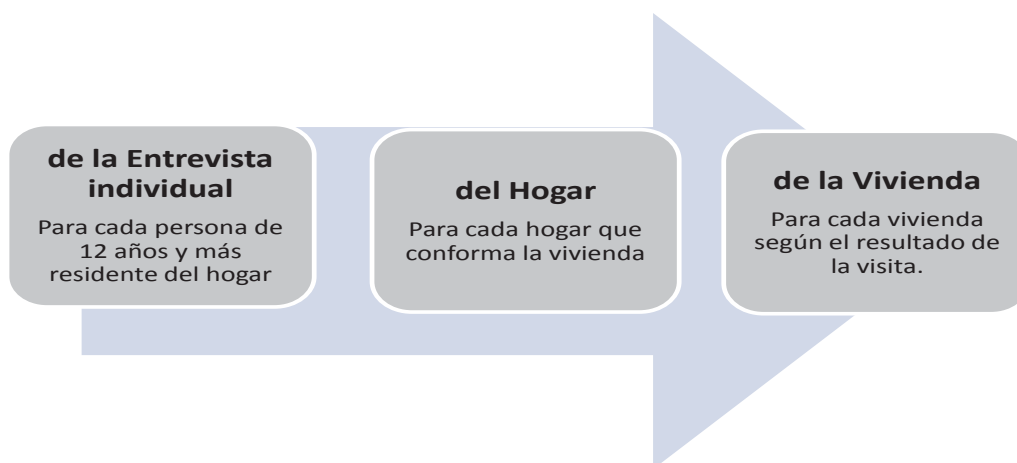 de la Entrevista
individual
Para cada persona de
12 años y más
residente del hogar
del Hogar
Para cada hogar que
conforma la vivienda
de la Vivienda
Para cada vivienda
según el resultado de
la visita.